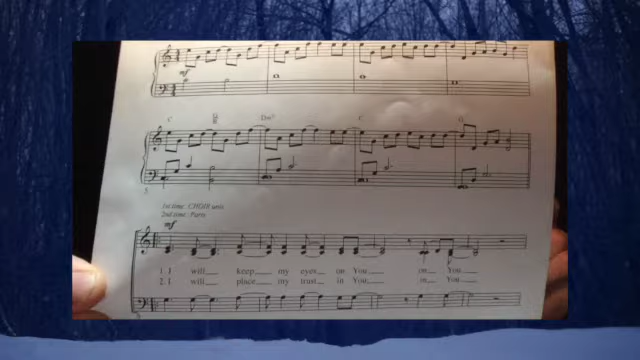 mf
C G/B Dm7 C G
5
1st time: CHOIR unis.
2nd time: Parts
mf
1. I will keep my eyes on You on You
2. I will place my trust in You in You